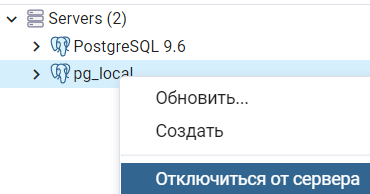 Servers (2)
PostgreSQL 9.6
pg_local
Обновить...
Создать
Отключиться от сервера